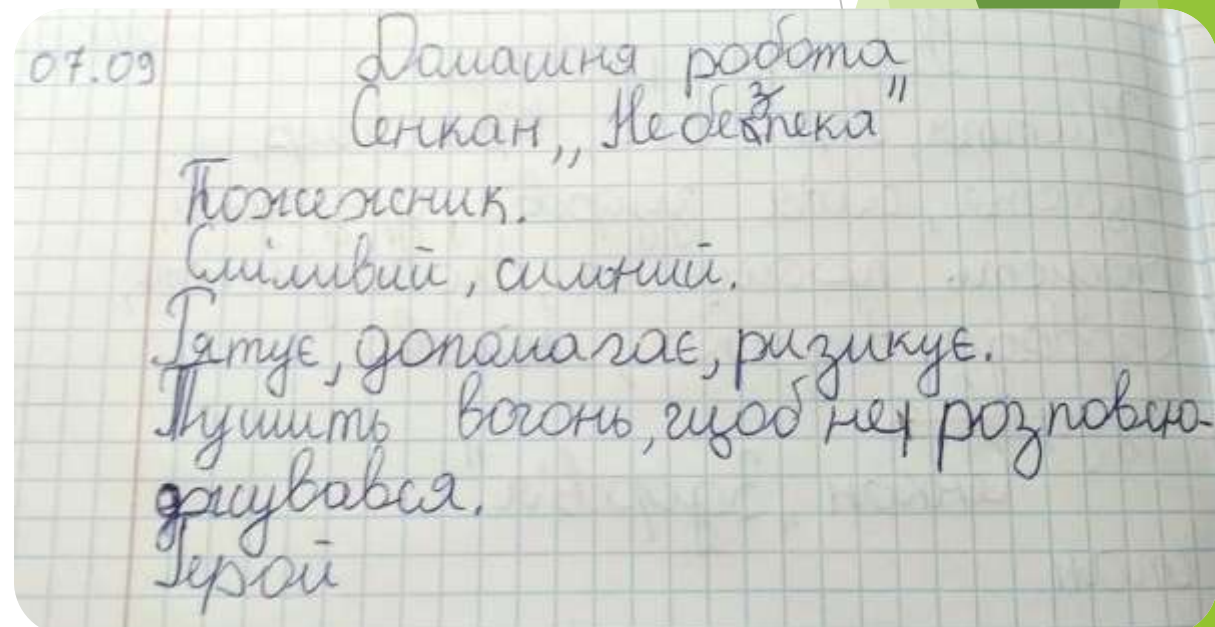 07.09 Домашня робота
Сенкан „Небезпека"
Пожежник.
Сміливий, сильний.
Рятує, допомагає, ризикує.
Тушить вогонь, щоб не розповсю-
джувався.
Герой